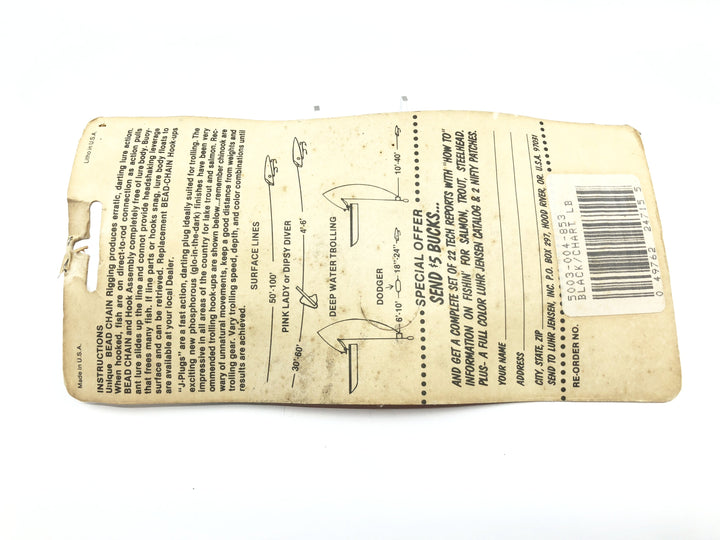 Made in U.S.A.
Litho in U.S.A.
INSTRUCTIONS
Unique BEAD CHAIN Rigging produces erratic, darting lure action.
When hooked, fish are on direct-to-rod connection as action pulls
BEAD CHAIN and Hook Assembly completely free of lure body. Buoy-
ant lure slides up the line and cannot provide headshaking leverage
that frees many fish. If line parts or hooks snag, lure body floats to
surface and can be retrieved. Replacement BEAD-CHAIN Hook-ups
are available at your local Dealer.
"J-Plugs" are a fast action, darting plug ideally suited for trolling. The
exciting new phosphorous (glo-in-the-dark) finishes have been very
impressive in all areas of the country for lake trout and salmon. Rec-
ommended trolling hook-ups are shown below...remember chinook are
wary of unnatural movemens, keep a good distance from weights and
trolling gear. Vary trolling speed, depth, and color combinations until
results are achieved.
SURFACE LINES
50'-100'
PINK LADY or DIPSY DIVER
30'-60'
4'-6'
DEEP WATER TROLLING
10'-40'
DODGER
6'-10'
18"-24"
SPECIAL OFFER
SEND $5 BUCKS...
AND GET A COMPLETE SET OF 22 TECH REPORTS WITH "HOW TO"
INFORMATION ON FISHIN' FOR SALMON, TROUT, STEELHEAD.
PLUS- A FULL COLOR LUHR JENSEN CATALOG & 2 NIFTY PATCHES.
YOUR NAME
ADDRESS
CITY, STATE, ZIP
SEND TO LUHR JENSEN, INC. P.O. BOX 297, HOOD RIVER, OR. U.S.A. 97031
RE-ORDER NO.
5003-004-853
BLACK/CHART LB
0 49762 24715 5